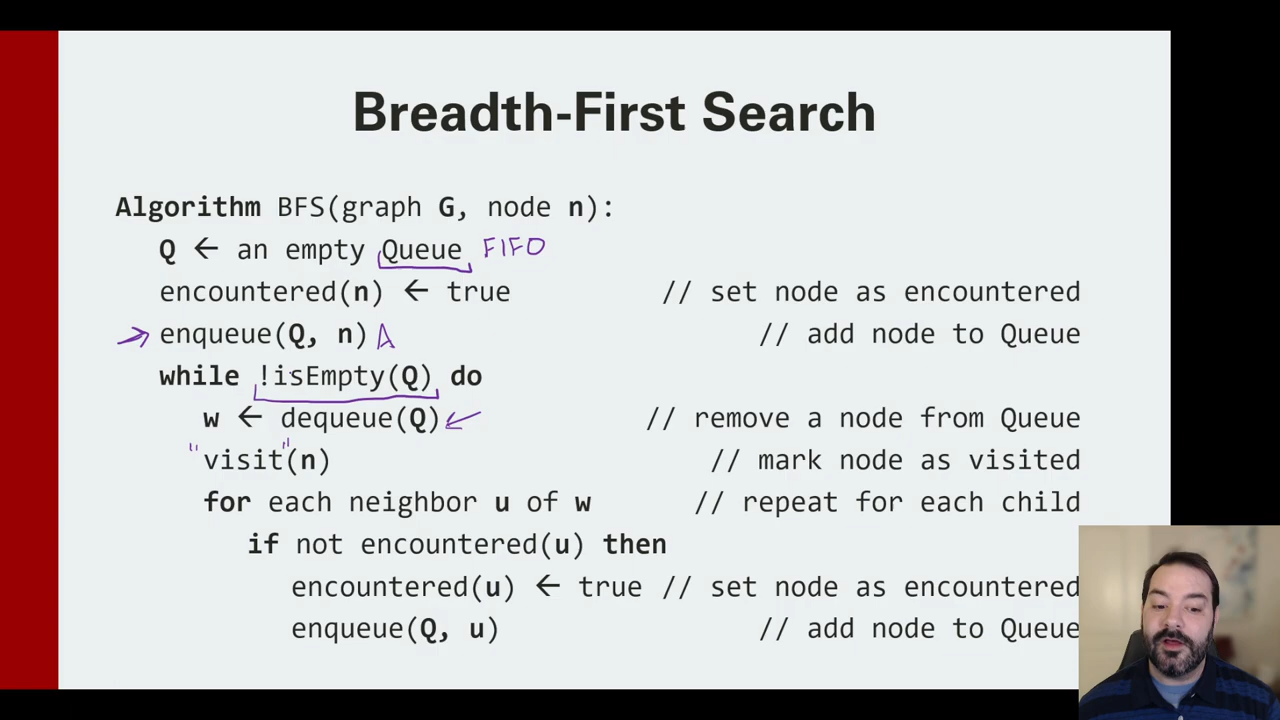 Breadth-First Search
Algorithm BFS(graph G, node n):
Q ← an empty Queue FIFO
encountered(n) ← true // set node as encountered
enqueue(Q, n) A // add node to Queue
while !isEmpty(Q) do
w ← dequeue(Q) // remove a node from Queue
"visit"(n) // mark node as visited
for each neighbor u of w // repeat for each child
if not encountered(u) then
encountered(u) ← true // set node as encountered
enqueue(Q, u) // add node to Queue